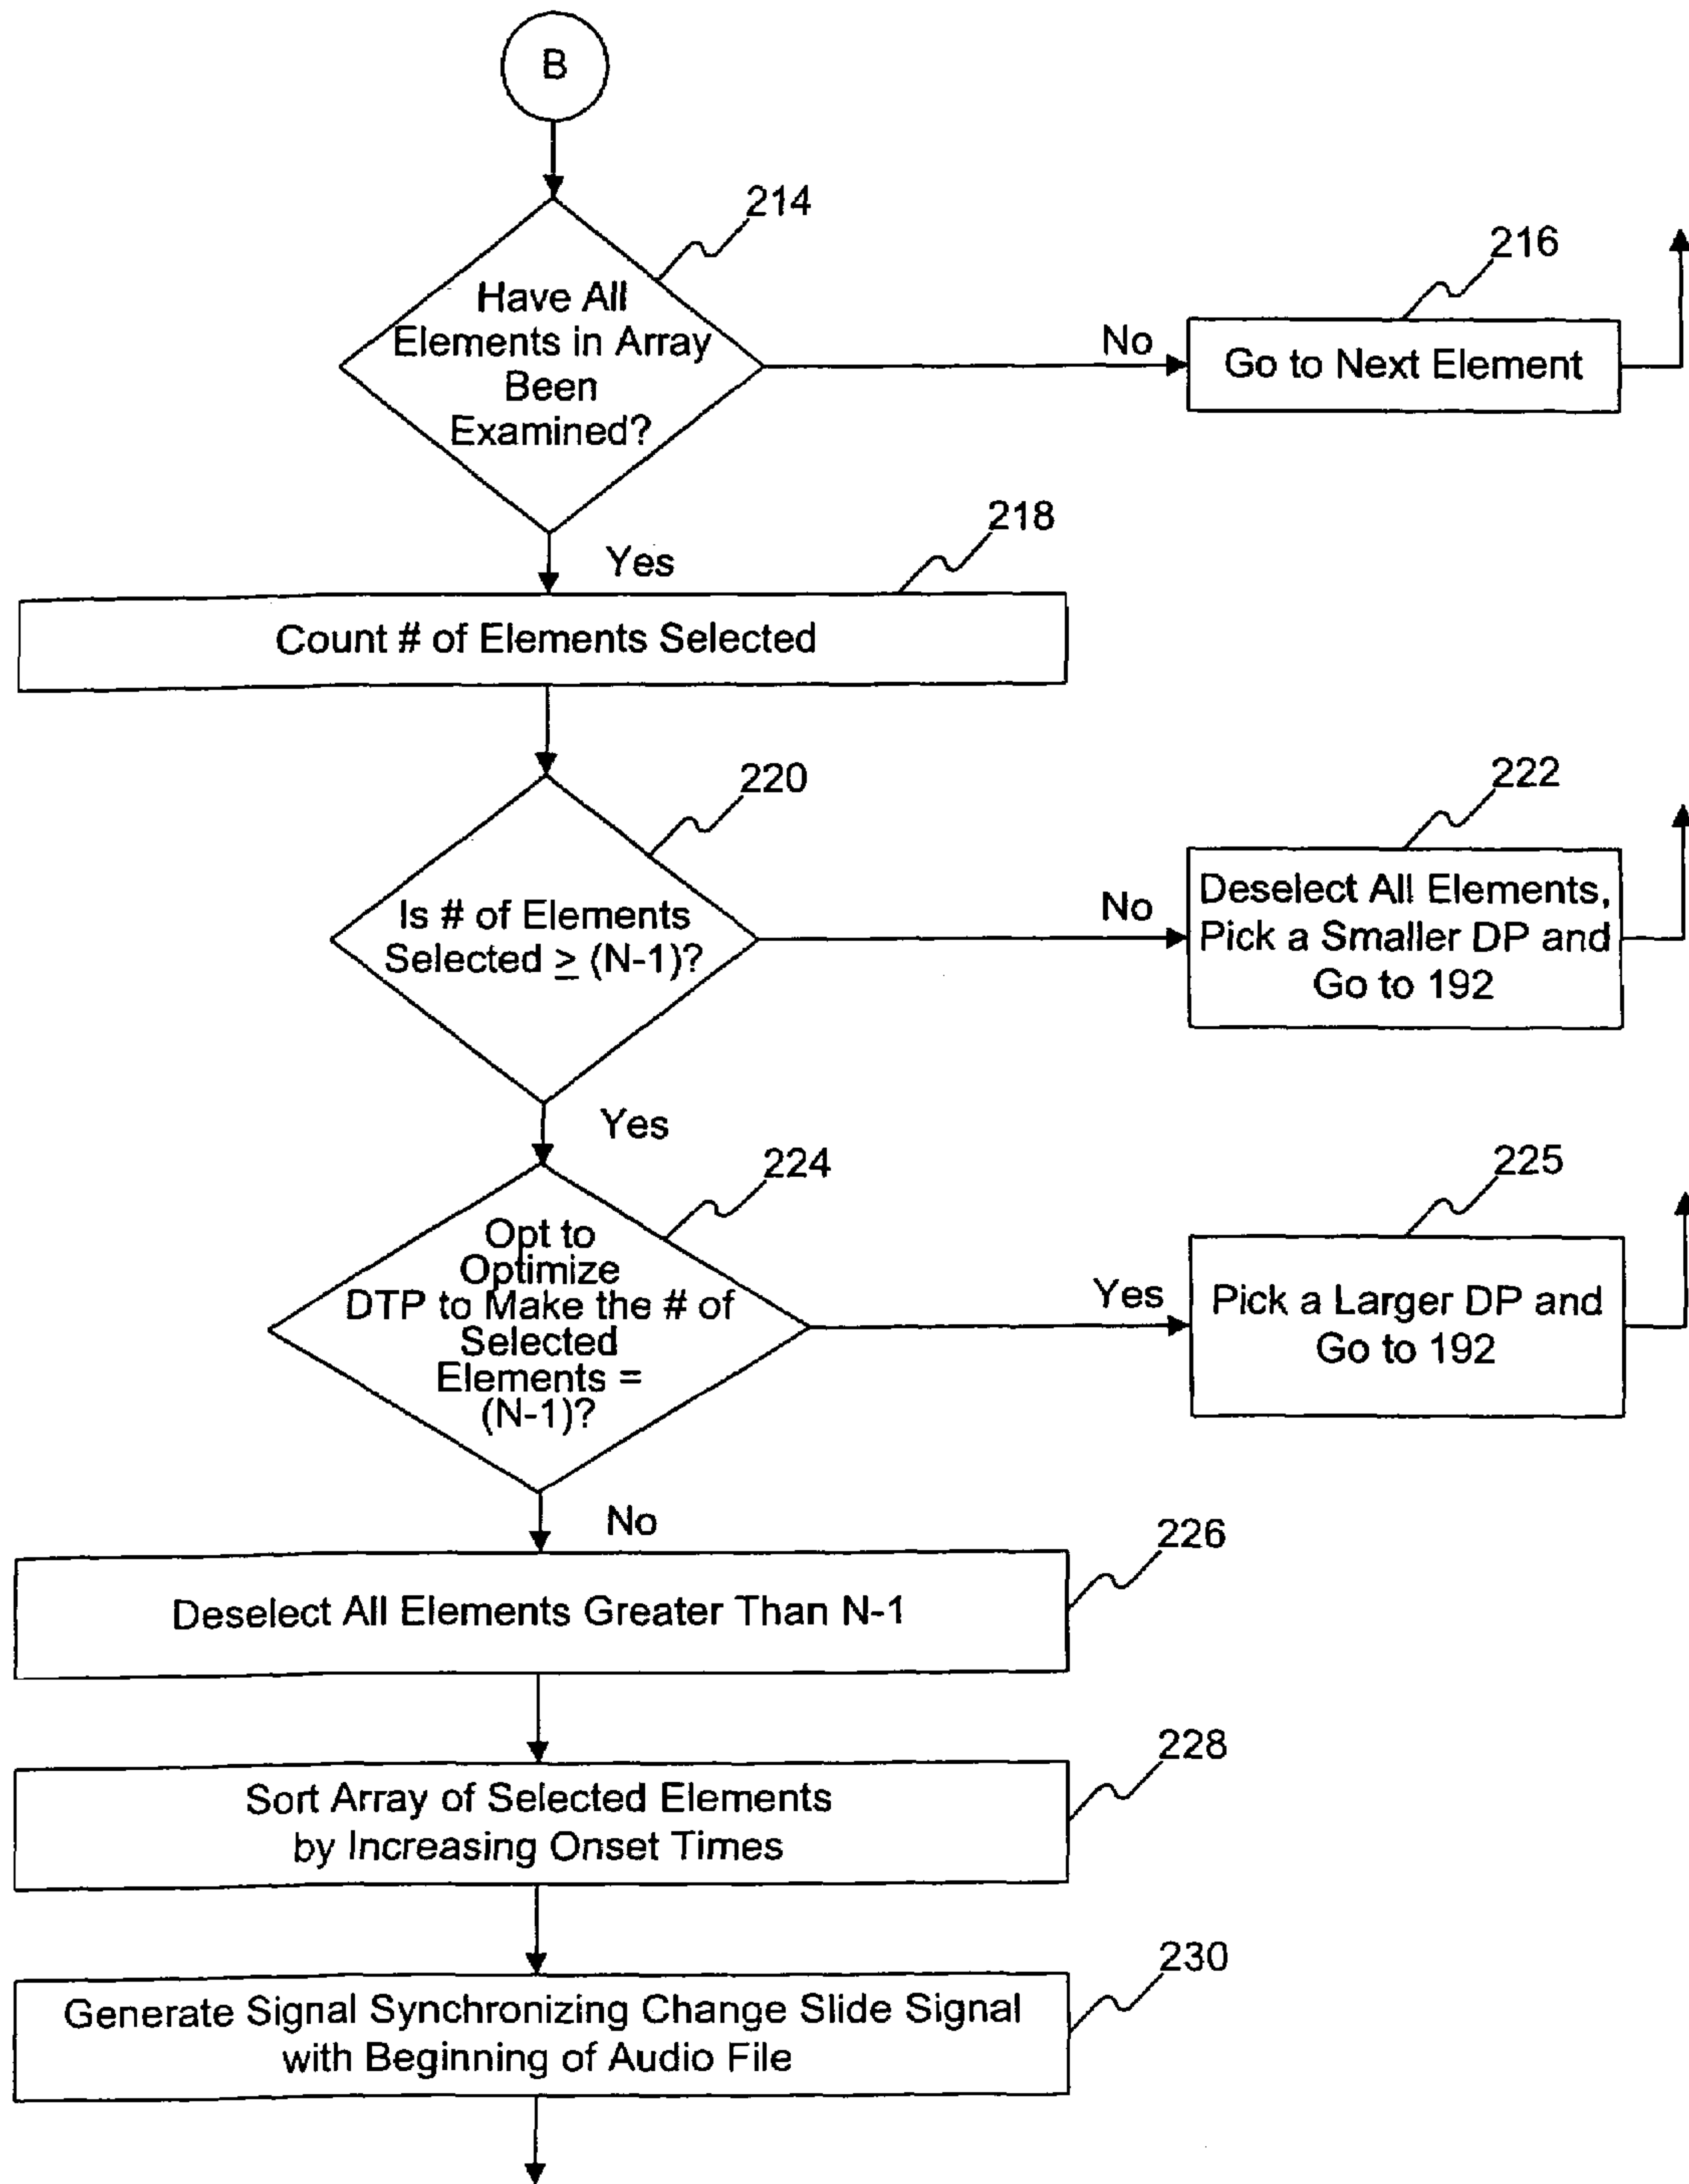 B
214
Have All
Elements in Array
Been
Examined?
No
216
Go to Next Element
Yes
218
Count # of Elements Selected
220
Is # of Elements
Selected ≥ (N-1)?
No
222
Deselect All Elements,
Pick a Smaller DP and
Go to 192
Yes
224
Opt to
Optimize
DTP to Make the # of
Selected
Elements =
(N-1)?
Yes
225
Pick a Larger DP and
Go to 192
No
226
Deselect All Elements Greater Than N-1
228
Sort Array of Selected Elements
by Increasing Onset Times
230
Generate Signal Synchronizing Change Slide Signal
with Beginning of Audio File